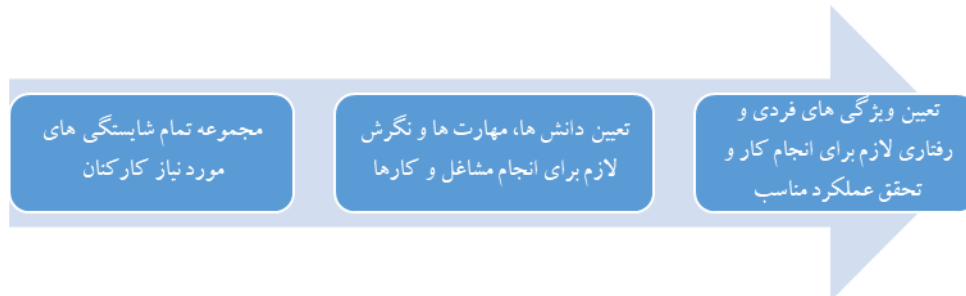 تعیین ویژگی های فردی و
رفتاری لازم برای انجام کار و
تحقق عملکرد مناسب
تعیین دانش ها، مهارت ها و نگرش
لازم برای انجام مشاغل و کارها
مجموعه تمام شایستگی های
مورد نیاز کارکنان